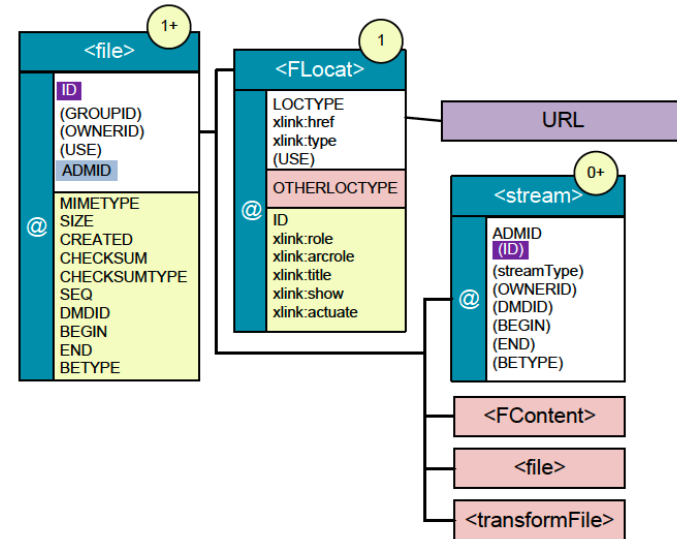 1+
<file>
@
ID
(GROUPID)
(OWNERID)
(USE)
ADMID
MIMETYPE
SIZE
CREATED
CHECKSUM
CHECKSUMTYPE
SEQ
DMDID
BEGIN
END
BETYPE
1
<FLocat>
@
LOCTYPE
xlink:href
xlink:type
(USE)
OTHERLOCTYPE
ID
xlink:role
xlink:arcrole
xlink:title
xlink:show
xlink:actuate
URL
0+
<stream>
@
ADMID
(ID)
(streamType)
(OWNERID)
(DMDID)
(BEGIN)
(END)
(BETYPE)
<FContent>
<file>
<transformFile>